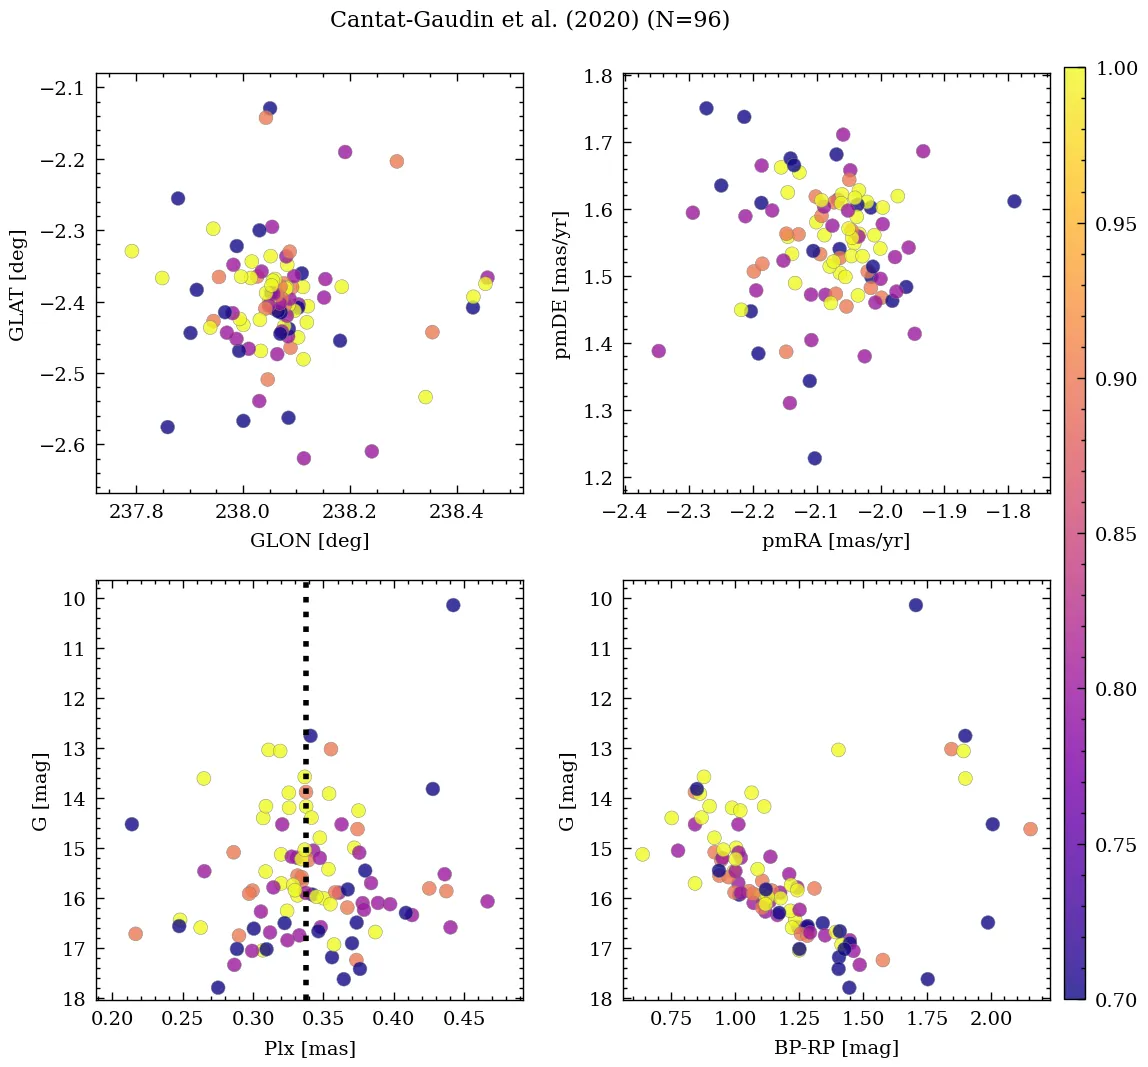 Cantat-Gaudin et al. (2020) (N=96)
−2.1
−2.2
−2.3
−2.4
−2.5
−2.6
GLAT [deg]
237.8 238.0 238.2 238.4
GLON [deg]
1.8
1.7
1.6
1.5
1.4
1.3
1.2
pmDE [mas/yr]
−2.4 −2.3 −2.2 −2.1 −2.0 −1.9 −1.8
pmRA [mas/yr]
10
11
12
13
14
15
16
17
18
G [mag]
0.20 0.25 0.30 0.35 0.40 0.45
Plx [mas]
10
11
12
13
14
15
16
17
18
G [mag]
0.75 1.00 1.25 1.50 1.75 2.00
BP-RP [mag]
1.00
0.95
0.90
0.85
0.80
0.75
0.70